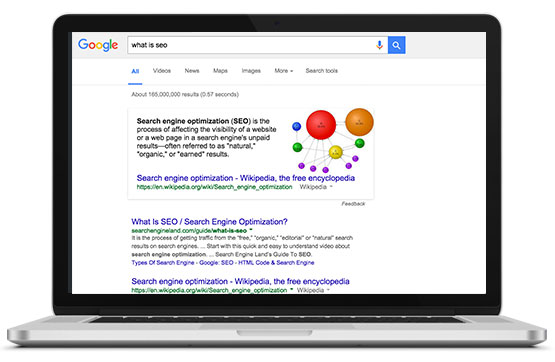 Google what is seo
All Videos News Maps Images More Search tools
About 165,000,000 results (0.57 seconds)
Search engine optimization (SEO) is the
process of affecting the visibility of a website
or a web page in a search engine's unpaid
results—often referred to as "natural,"
"organic," or "earned" results.
Search engine optimization - Wikipedia, the free encyclopedia
https://en.wikipedia.org/wiki/Search_engine_optimization Wikipedia
Feedback
What Is SEO / Search Engine Optimization?
searchengineland.com/guide/what-is-seo
It is the process of getting traffic from the "free," "organic," "editorial" or "natural" search
results on search engines. ... Start with this quick and easy to understand video about
search engine optimization. ... Search Engine Land's Guide To SEO.
Types Of Search Engine - Google: SEO - HTML Code & Search Engine
Search engine optimization - Wikipedia, the free encyclopedia
https://en.wikipedia.org/wiki/Search_engine_optimization Wikipedia